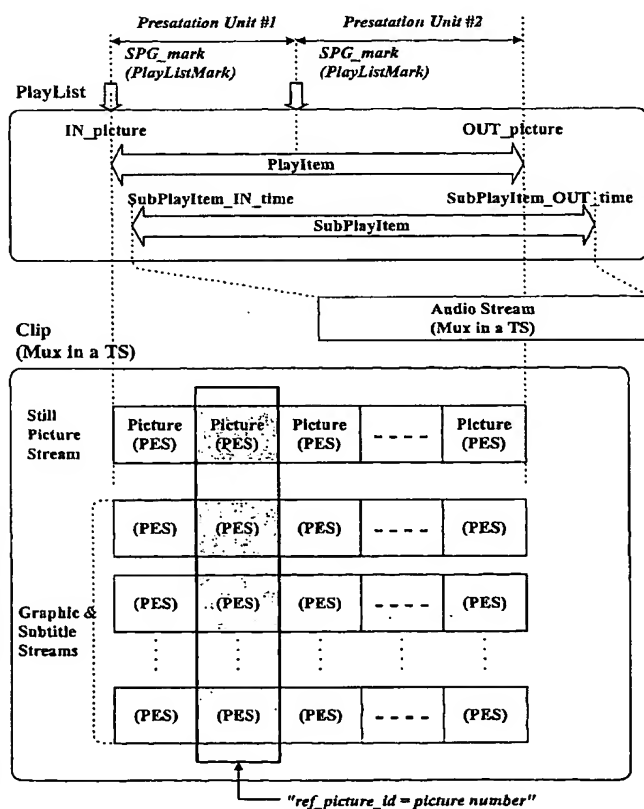 Presatation Unit #1 Presatation Unit #2
SPG_mark SPG_mark
(PlayListMark) (PlayListMark)
PlayList
IN_picture OUT_picture
PlayItem
SubPlayItem_IN_time SubPlayItem_OUT_time
SubPlayItem
Audio Stream
(Mux in a TS)
Clip
(Mux in a TS)
Still
Picture
Stream
Picture Picture Picture ---- Picture
(PES) (PES) (PES) (PES)
(PES) (PES) (PES) ---- (PES)
(PES) (PES) (PES) ---- (PES)
Graphic &
Subtitle
Streams
(PES) (PES) (PES) ---- (PES)
"ref_picture_id = picture number"